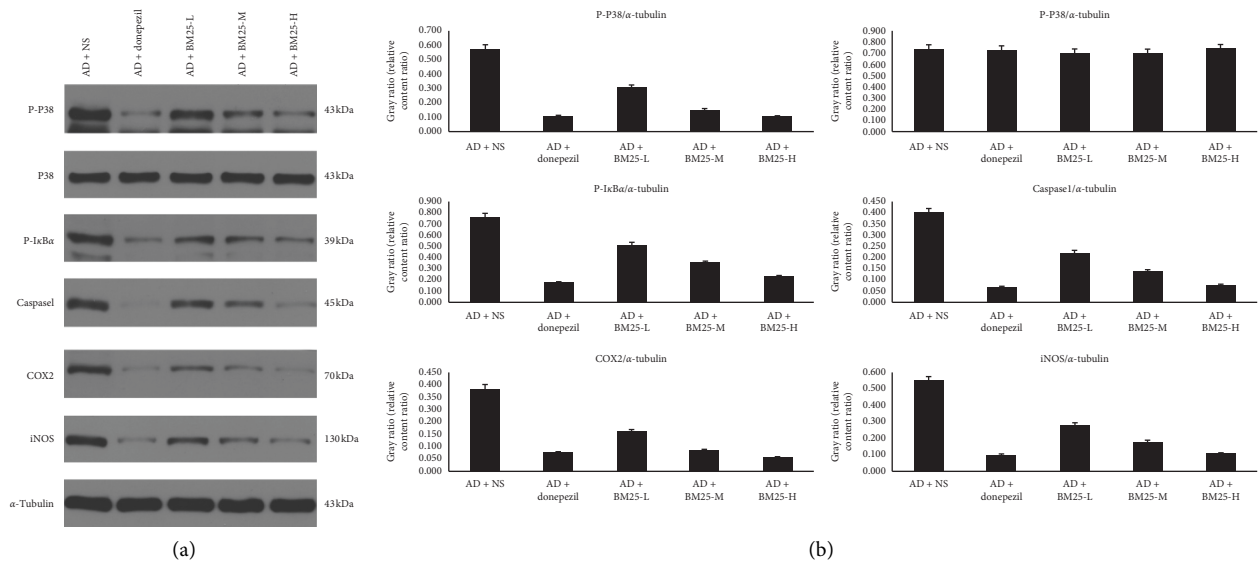 AD + NS
AD + donepezil
AD + BM25-L
AD + BM25-M
AD + BM25-H
P-P38
43kDa
P38
43kDa
P-IκBα
39kDa
Caspasel
45kDa
COX2
70kDa
iNOS
130kDa
α-Tubulin
43kDa
(a)
P-P38/α-tubulin
Gray ratio (relative
content ratio)
0.700
0.600
0.500
0.400
0.300
0.200
0.100
0.000
AD + NS
AD +
donepezil
AD +
BM25-L
AD +
BM25-M
AD +
BM25-H
P-P38/α-tubulin
Gray ratio (relative
content ratio)
0.900
0.800
0.700
0.600
0.500
0.400
0.300
0.200
0.100
0.000
AD + NS
AD +
donepezil
AD +
BM25-L
AD +
BM25-M
AD +
BM25-H
P-IκBα/α-tubulin
Gray ratio (relative
content ratio)
0.900
0.800
0.700
0.600
0.500
0.400
0.300
0.200
0.100
0.000
AD + NS
AD +
donepezil
AD +
BM25-L
AD +
BM25-M
AD +
BM25-H
Caspase1/α-tubulin
Gray ratio (relative
content ratio)
0.450
0.400
0.350
0.300
0.250
0.200
0.150
0.100
0.050
0.000
AD + NS
AD +
donepezil
AD +
BM25-L
AD +
BM25-M
AD +
BM25-H
COX2/α-tubulin
Gray ratio (relative
content ratio)
0.450
0.400
0.350
0.300
0.250
0.200
0.150
0.100
0.050
0.000
AD + NS
AD +
donepezil
AD +
BM25-L
AD +
BM25-M
AD +
BM25-H
iNOS/α-tubulin
Gray ratio (relative
content ratio)
0.600
0.500
0.400
0.300
0.200
0.100
0.000
AD + NS
AD +
donepezil
AD +
BM25-L
AD +
BM25-M
AD +
BM25-H
(b)